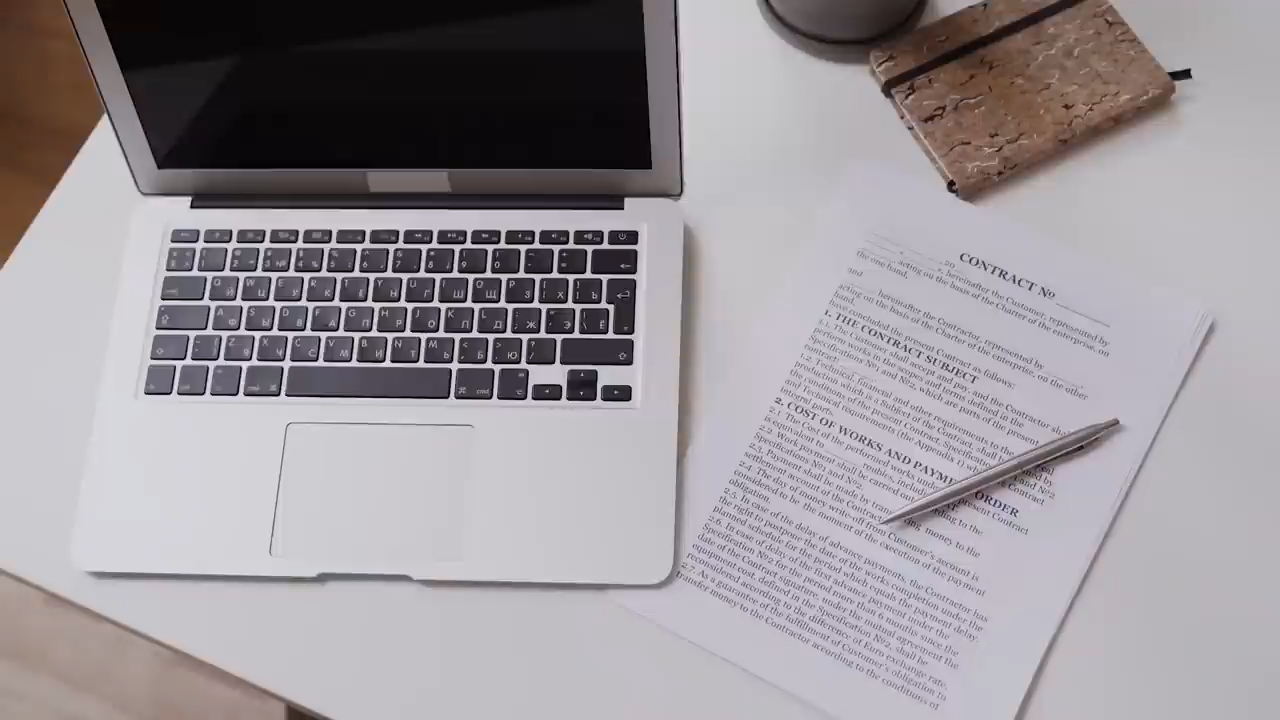 CONTRACT №
20
», hereinafter the Customer, represented by
, acting on the basis of the Charter of the enterprise, on
the one hand,
and
hereinafter the Contractor, represented by
acting on the basis of the Charter of the enterprise, on the other
hand,
have concluded the present Contract as follows:
1. THE CONTRACT SUBJECT
1.1. The Customer shall accept and pay, and the Contractor shall
perform works in the scope and terms defined in the
Specifications №1 and №2, which are parts of the present
contract.
1.2. Technical, financial and other requirements to the
production which is a Subject of the Contract, shall be
the conditions of the present Contract, Specifications №1 and №2
and Technical requirements (the Appendix 1) which
Contract
integral parts.
2. COST OF WORKS AND PAYMENT ORDER
2.1. The Cost of the performed works under present Contract
is equivalent to roubles,
2.2. Work payment shall be carried out according to the
Specifications №1 and №2.
2.3. Payment shall be made by money to the
settlement account of the Contractor.
2.4. The day of money write-off from Customer's account is
considered to be the moment of the execution of the payment
obligation.
2.5. In case of the delay of advance payments, the Contractor has
the right to postpone the date of the works completion under the
planned schedule for the period which equals the payment delay.
2.6. In case of delay of the first advance payment under the
Specification №2 for the period more than 6 months since the
date of the Contract signature, under the mutual agreement the
equipment cost, defined in the Specification №2, shall be
reconsidered according to the difference of Euro exchange rate.
2.7. As a guarantee of the fulfillment of Customer's obligation to
transfer money to the Contractor according to the conditions of